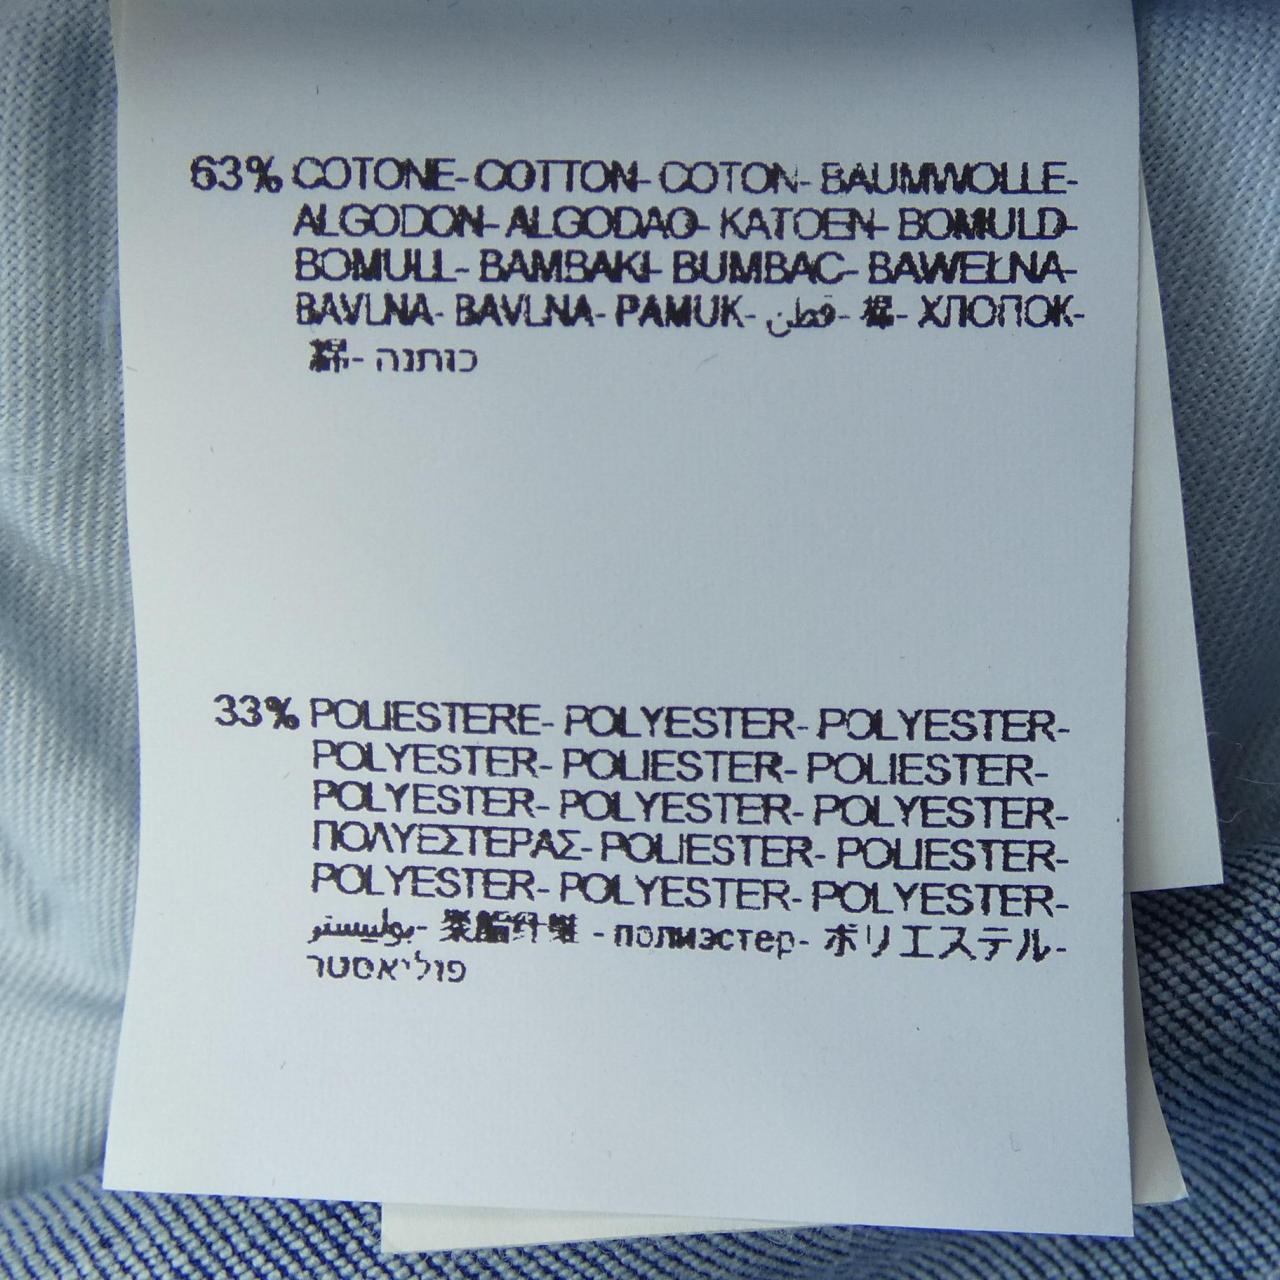 63% COTONE- COTTON- COTON- BAUMWOLLE-
ALGODON- ALGODAO- KATOEN- BOMULD-
BOMULL- BAMBAKI- BUMBAC- BAWEŁNA-
BAVLNA- BAVLNA- PAMUK- قطن- 棉- ХЛОПОК-
綿- כותנה
33% POLIESTERE- POLYESTER- POLYESTER-
POLYESTER- POLIESTER- POLIESTER-
POLYESTER- POLYESTER- POLYESTER-
ΠΟΛΥΕΣΤΕΡΑΣ- POLIESTER- POLIESTER-
POLYESTER- POLYESTER- POLYESTER-
بوليستر- 聚酯纤维 - полиэстер- ポリエステル-
פוליאסטר